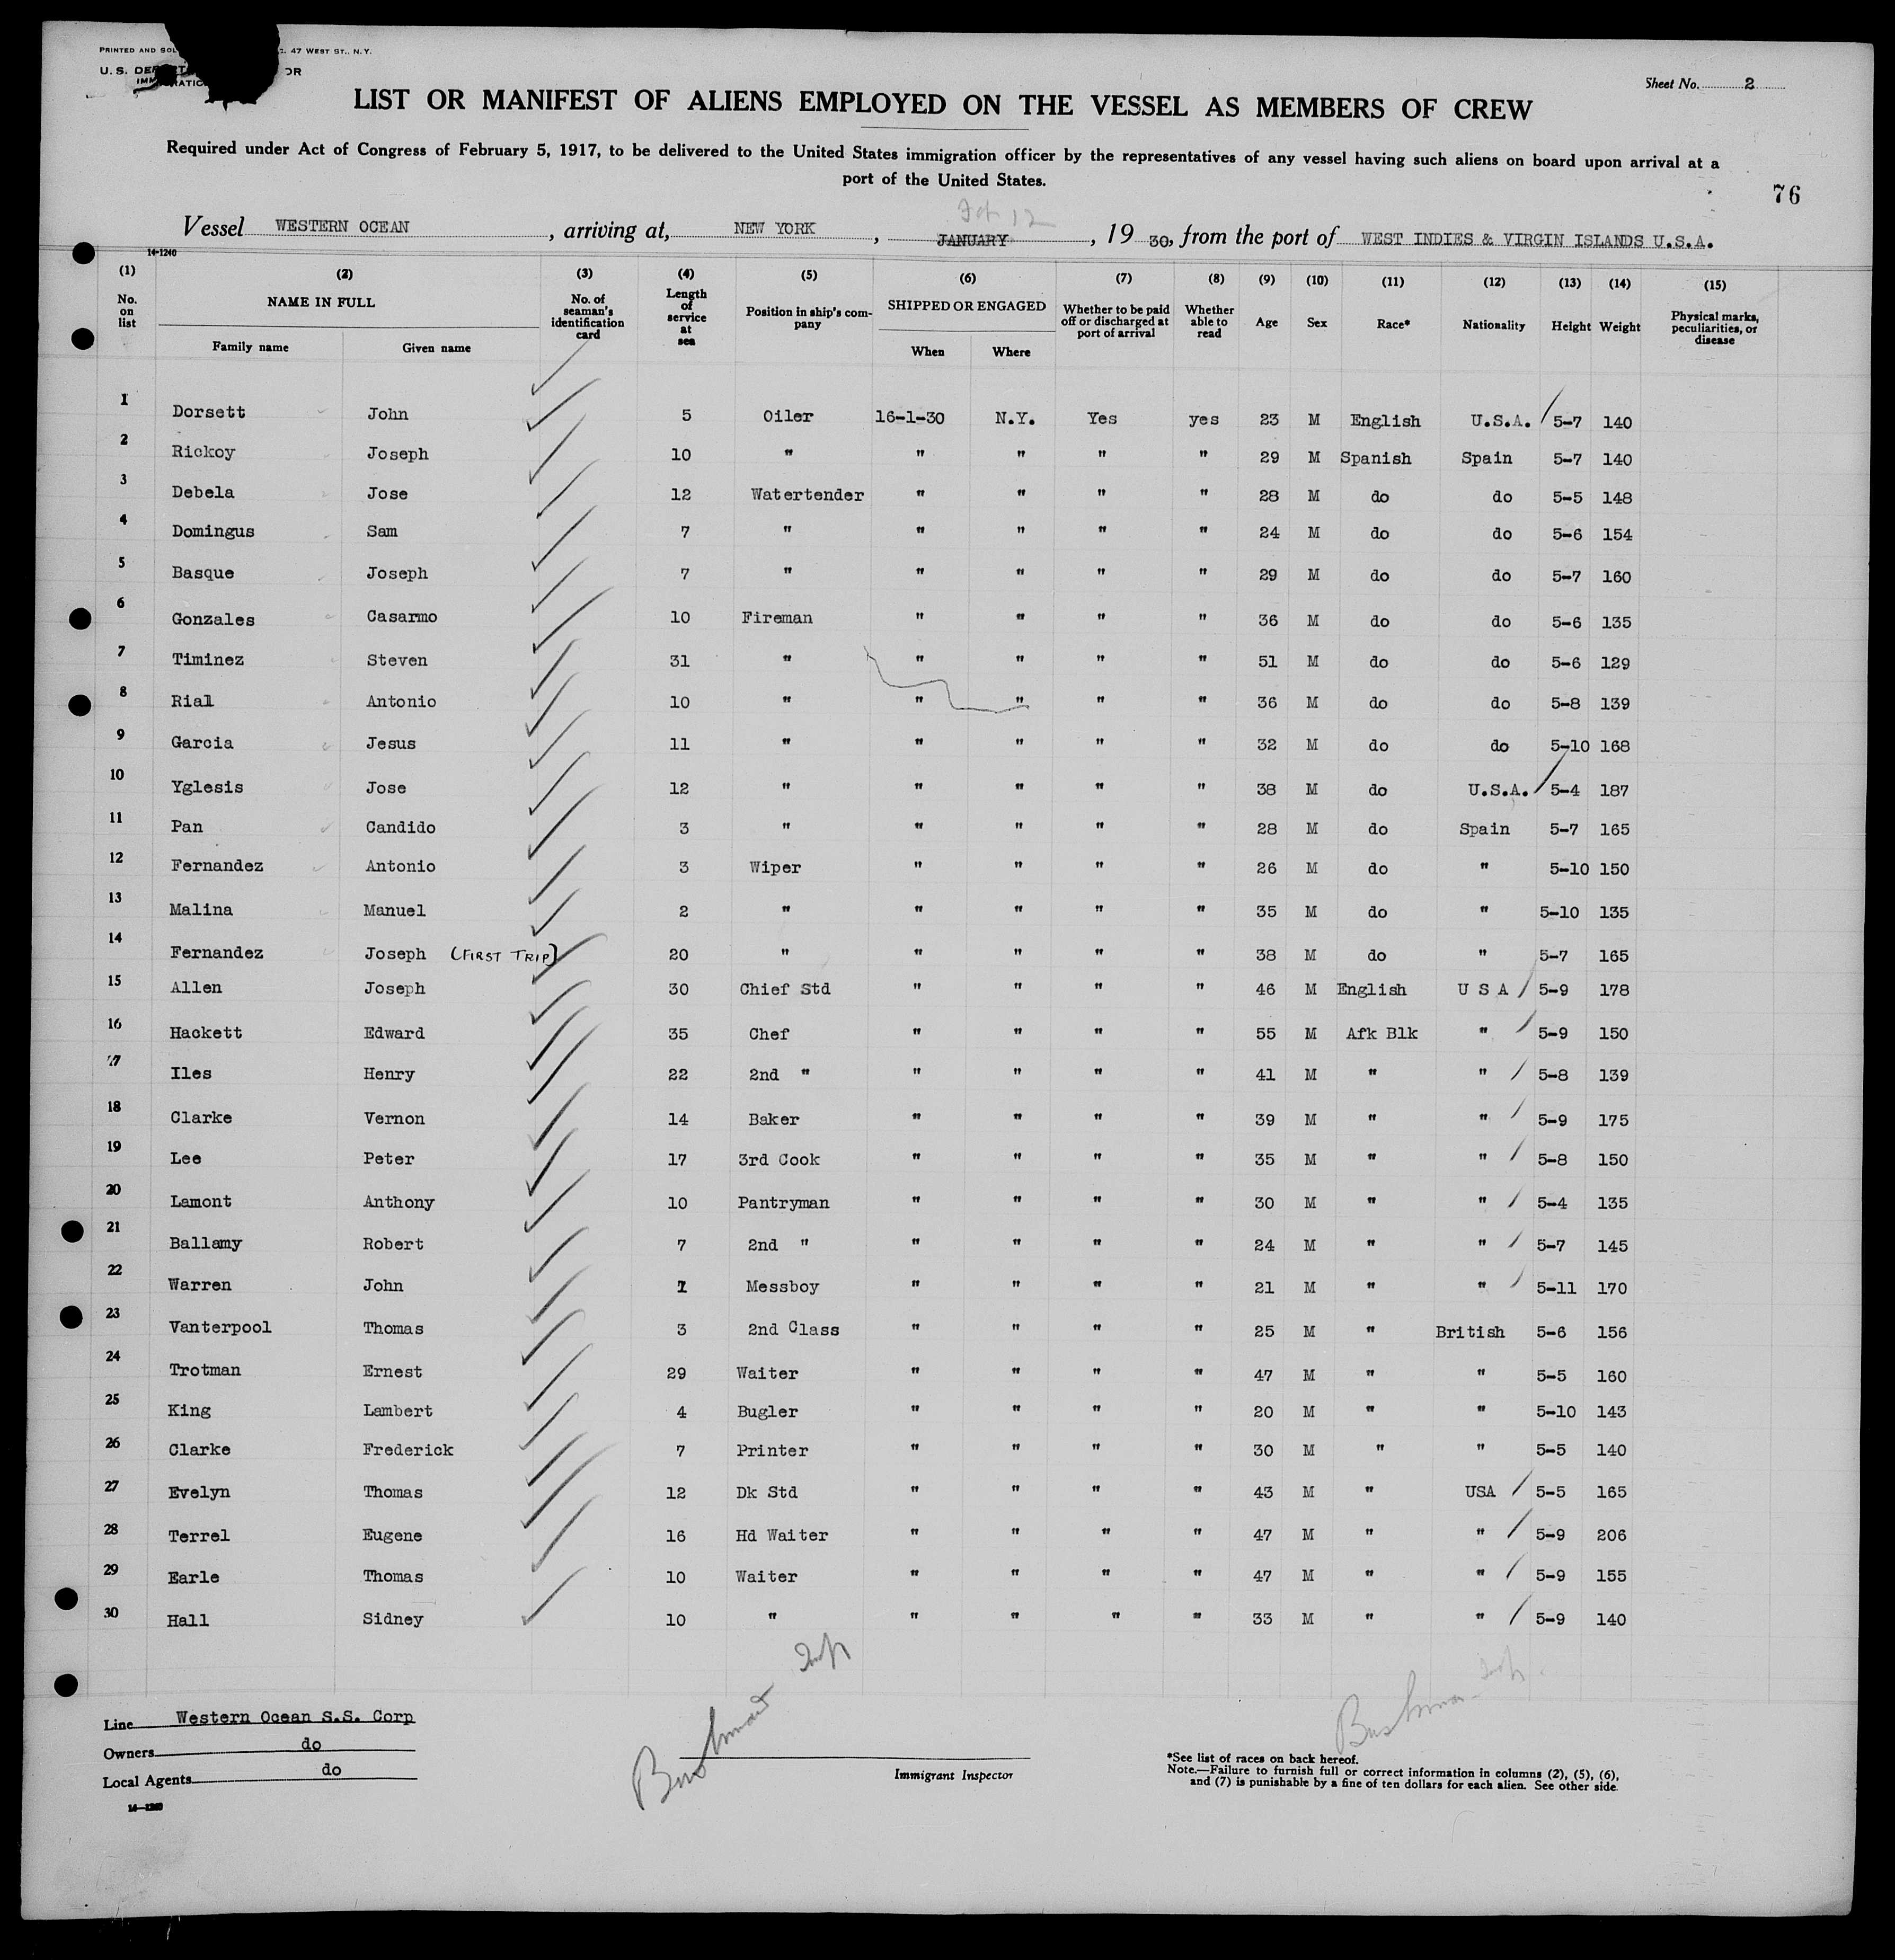 PRINTED AND SOL 47 WEST ST., N.Y.
U. S. DEPART OR
IMM RATIO
Sheet No. 2
LIST OR MANIFEST OF ALIENS EMPLOYED ON THE VESSEL AS MEMBERS OF CREW
Required under Act of Congress of February 5, 1917, to be delivered to the United States immigration officer by the representatives of any vessel having such aliens on board upon arrival at a
port of the United States.
76
12
Vessel WESTERN OCEAN , arriving at, NEW YORK , JANUARY , 19 30, from the port of WEST INDIES & VIRGIN ISLANDS U.S.A.
14-1240
(1) (2) (3) (4) (5) (6) (7) (8) (9) (10) (11) (12) (13) (14) (15)
No. on list NAME IN FULL No. of seaman's identification card Length of service at sea Position in ship's com-pany SHIPPED OR ENGAGED Whether to be paid off or discharged at port of arrival Whether able to read Age Sex Race* Nationality Height Weight Physical marks, peculiarities, or disease
Family name Given name When Where
1 Dorsett John 5 Oiler 16-1-30 N.Y. Yes yes 23 M English U.S.A. 5-7 140
2 Rickoy Joseph 10 " " " " " 29 M Spanish Spain 5-7 140
3 Debela Jose 12 Watertender " " " " 28 M do do 5-5 148
4 Domingus Sam 7 " " " " " 24 M do do 5-6 154
5 Basque Joseph 7 " " " " " 29 M do do 5-7 160
6 Gonzales Casarmo 10 Fireman " " " " 36 M do do 5-6 135
7 Timinez Steven 31 " " " " " 51 M do do 5-6 129
8 Rial Antonio 10 " " " " " 36 M do do 5-8 139
9 Garcia Jesus 11 " " " " " 32 M do do 5-10 168
10 Yglesis Jose 12 " " " " " 38 M do U.S.A. 5-4 187
11 Pan Candido 3 " " " " " 28 M do Spain 5-7 165
12 Fernandez Antonio 3 Wiper " " " " 26 M do " 5-10 150
13 Malina Manuel 2 " " " " " 35 M do " 5-10 135
14 Fernandez Joseph (FIRST TRIP) 20 " " " " " 38 M do " 5-7 165
15 Allen Joseph 30 Chief Std " " " " 46 M English U S A 5-9 178
16 Hackett Edward 35 Chef " " " " 55 M Afk Blk " 5-9 150
17 Iles Henry 22 2nd " " " " " 41 M " " 5-8 139
18 Clarke Vernon 14 Baker " " " " 39 M " " 5-9 175
19 Lee Peter 17 3rd Cook " " " " 35 M " " 5-8 150
20 Lamont Anthony 10 Pantryman " " " " 30 M " " 5-4 135
21 Ballamy Robert 7 2nd " " " " " 24 M " " 5-7 145
22 Warren John 1 Messboy " " " " 21 M " " 5-11 170
23 Vanterpool Thomas 3 2nd Class " " " " 25 M " British 5-6 156
24 Trotman Ernest 29 Waiter " " " " 47 M " " 5-5 160
25 King Lambert 4 Bugler " " " " 20 M " " 5-10 143
26 Clarke Frederick 7 Printer " " " " 30 M " " 5-5 140
27 Evelyn Thomas 12 Dk Std " " " " 43 M " USA 5-5 165
28 Terrel Eugene 16 Hd Waiter " " " " 47 M " " 5-9 206
29 Earle Thomas 10 Waiter " " " " 47 M " " 5-9 155
30 Hall Sidney 10 " " " " " 33 M " " 5-9 140
Line Western Ocean S.S. Corp
Owners do
Local Agents do
14-1240
Immigrant Inspector
*See list of races on back hereof.
Note.—Failure to furnish full or correct information in columns (2), (5), (6),
and (7) is punishable by a fine of ten dollars for each alien. See other side.